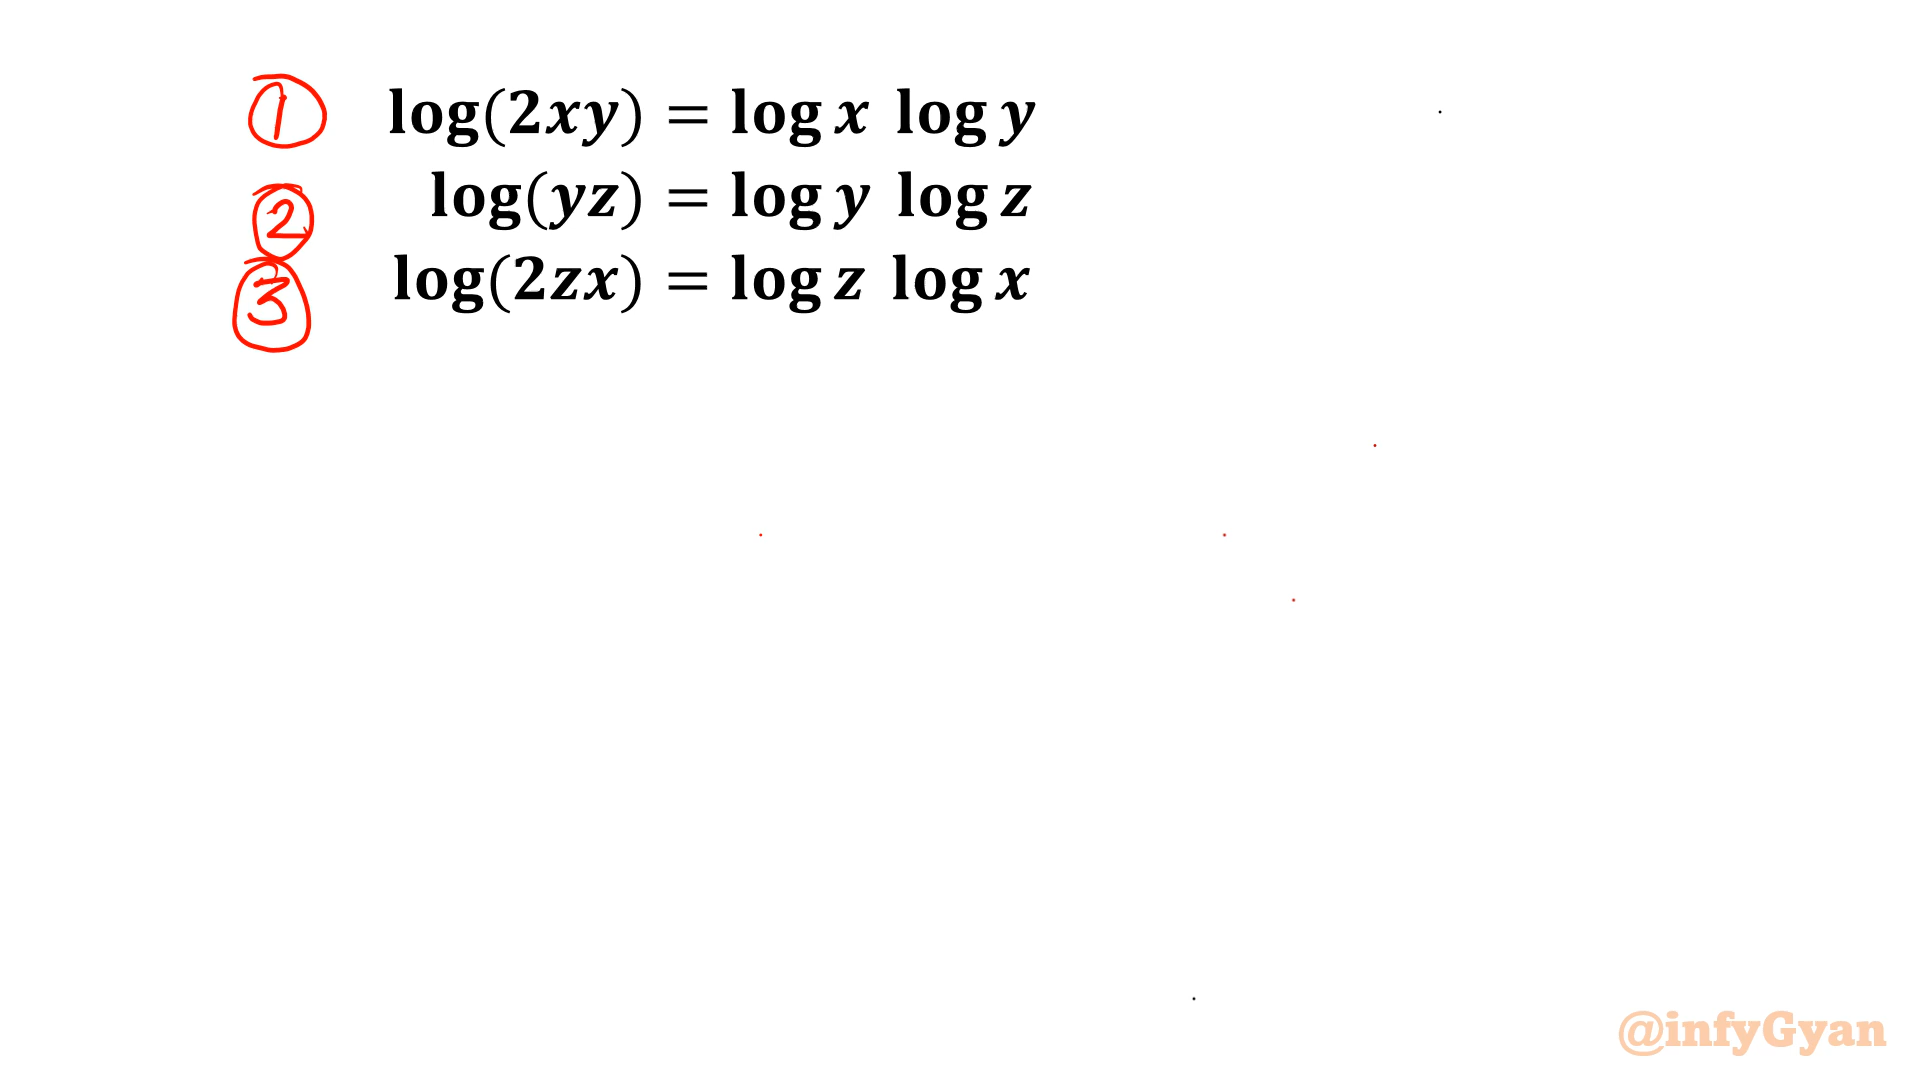 ① log(2xy) = log x log y
② log(yz) = log y log z
③ log(2zx) = log z log x
@infyGyan